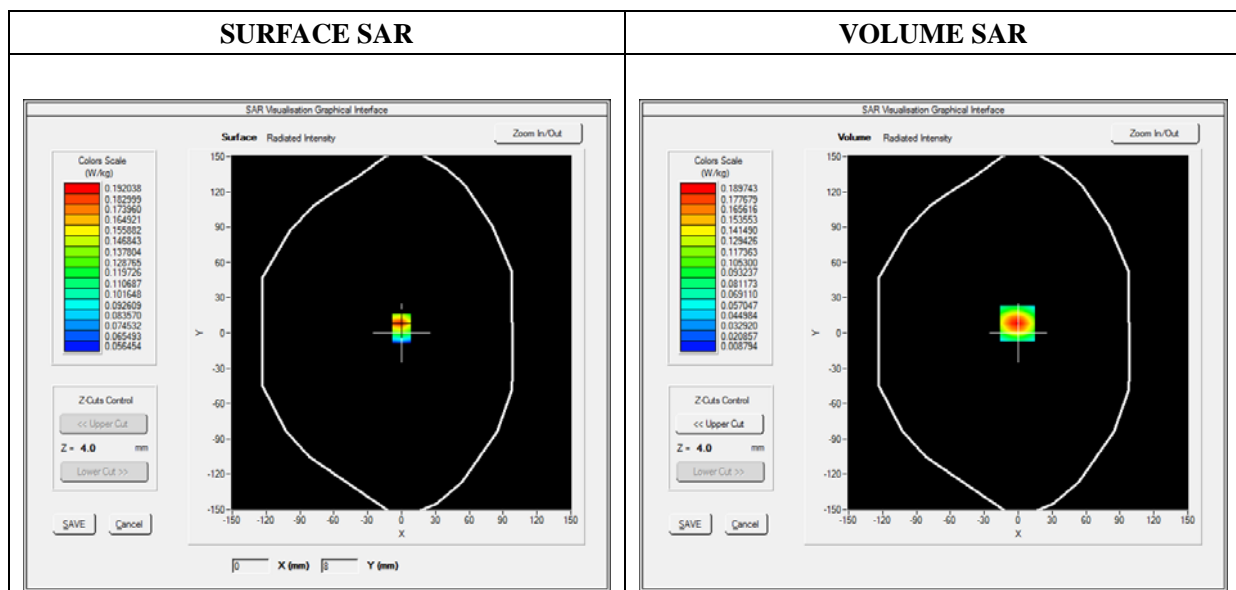 SURFACE SAR
VOLUME SAR
SAR Visualisation Graphical Interface
Surface Radiated Intensity
Zoom In/Out
Colors Scale
(W/kg)
0.192038
0.182999
0.173960
0.164921
0.155882
0.146843
0.137804
0.128765
0.119726
0.110687
0.101648
0.092609
0.083570
0.074532
0.065493
0.056454
Z-Cuts Control
<< Upper Cut
Z = 4.0 mm
Lower Cut >>
SAVE Cancel
150
120
90
60
30
0
-30
-60
-90
-120
-150
Y
-150 -120 -90 -60 -30 0 30 60 90 120 150
X
0 X (mm) 8 Y (mm)
SAR Visualisation Graphical Interface
Volume Radiated Intensity
Zoom In/Out
Colors Scale
(W/kg)
0.189743
0.177679
0.165616
0.153553
0.141490
0.129426
0.117363
0.105300
0.093237
0.081173
0.069110
0.057047
0.044984
0.032920
0.020857
0.008794
Z-Cuts Control
<< Upper Cut
Z = 4.0 mm
Lower Cut >>
SAVE Cancel
150
120
90
60
30
0
-30
-60
-90
-120
-150
Y
-150 -120 -90 -60 -30 0 30 60 90 120 150
X